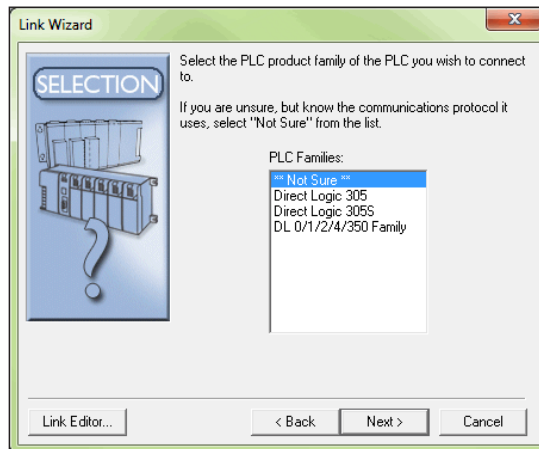 Link Wizard
SELECTION
Select the PLC product family of the PLC you wish to connect
to.
If you are unsure, but know the communications protocol it
uses, select "Not Sure" from the list.
PLC Families:
** Not Sure **
Direct Logic 305
Direct Logic 305S
DL 0/1/2/4/350 Family
Link Editor...
< Back
Next >
Cancel